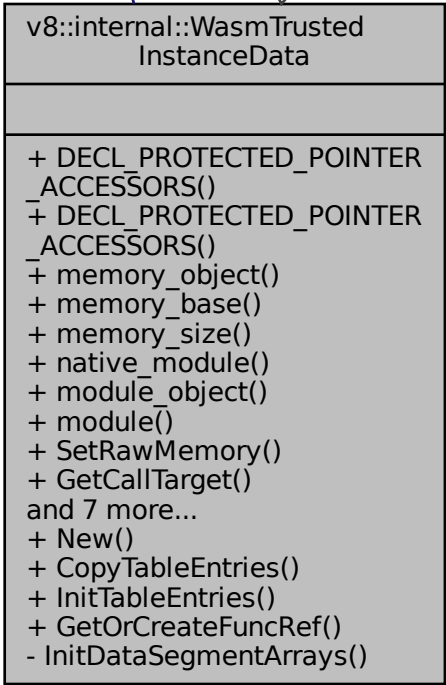 v8::internal::WasmTrusted
InstanceData
+ DECL_PROTECTED_POINTER
_ACCESSORS()
+ DECL_PROTECTED_POINTER
_ACCESSORS()
+ memory_object()
+ memory_base()
+ memory_size()
+ native_module()
+ module_object()
+ module()
+ SetRawMemory()
+ GetCallTarget()
and 7 more...
+ New()
+ CopyTableEntries()
+ InitTableEntries()
+ GetOrCreateFuncRef()
- InitDataSegmentArrays()